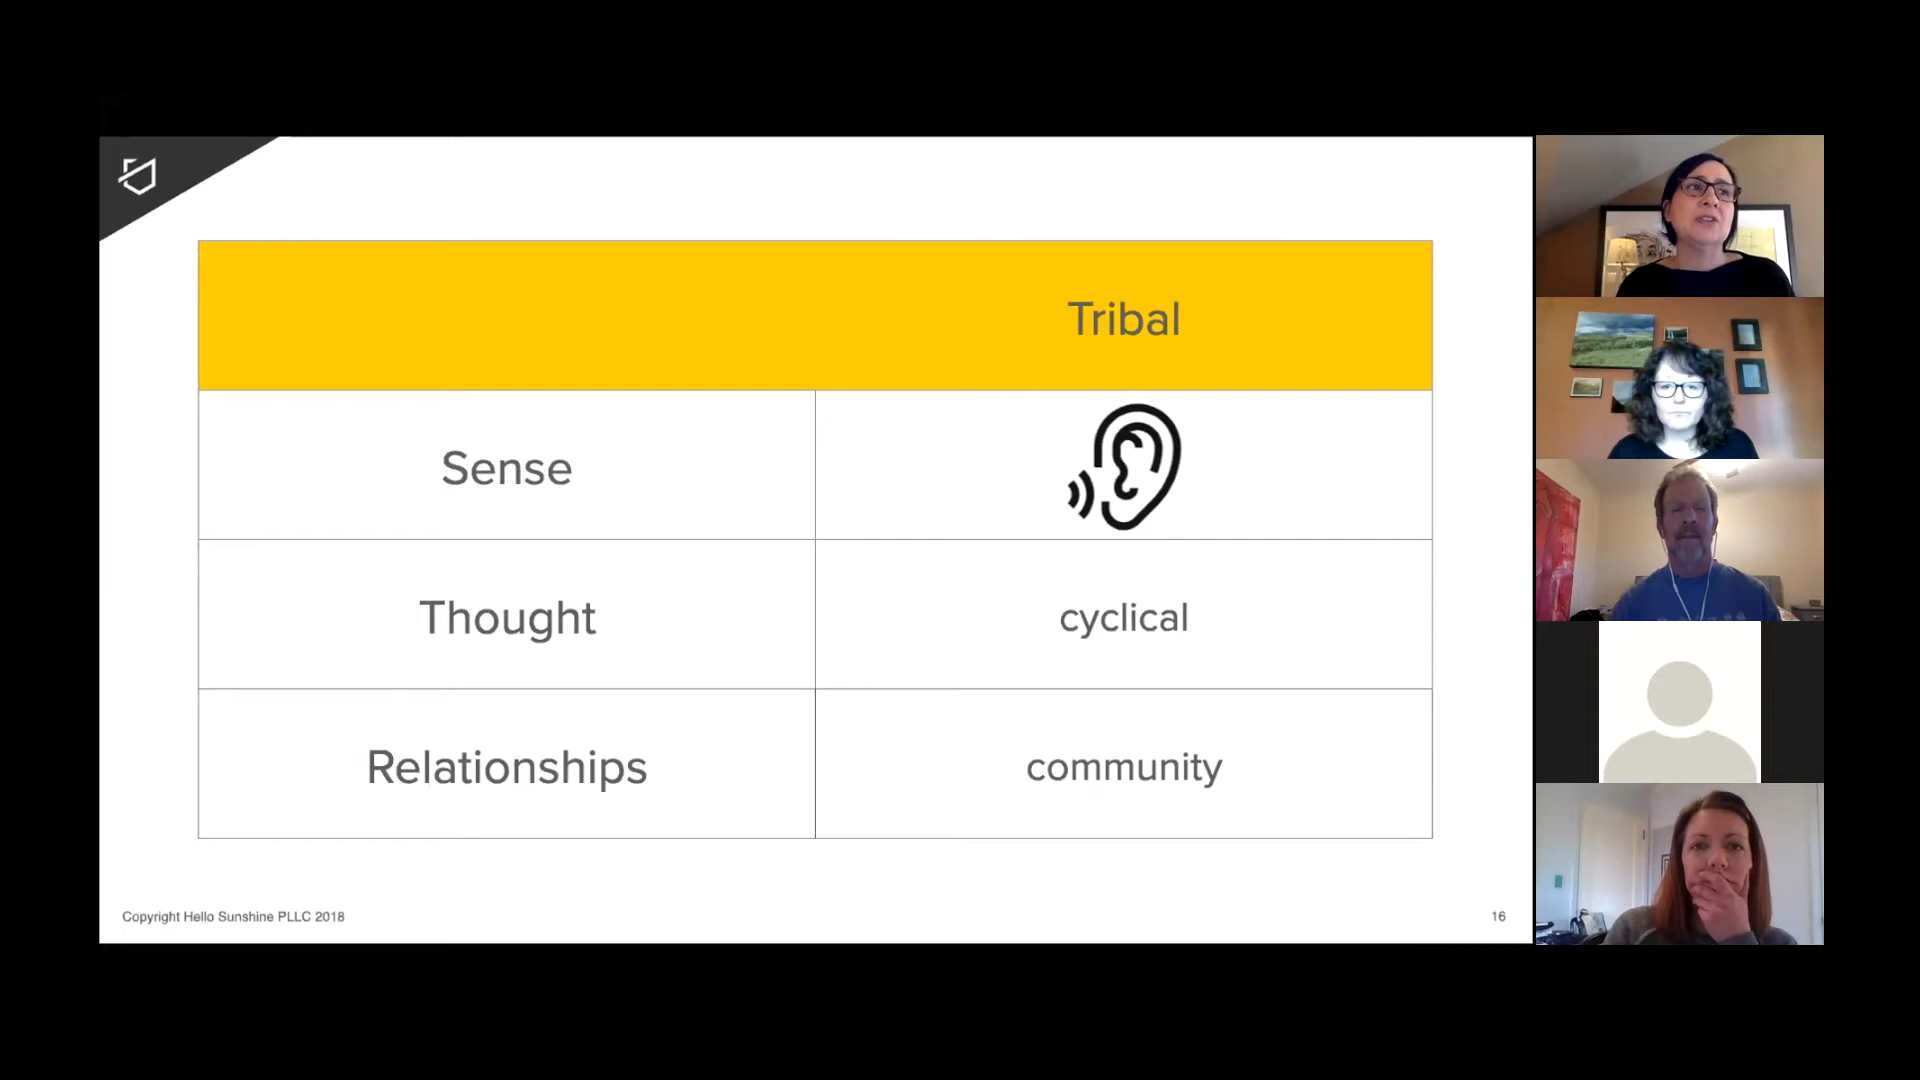 Tribal
Sense
Thought
cyclical
Relationships
community
Copyright Hello Sunshine PLLC 2018
16